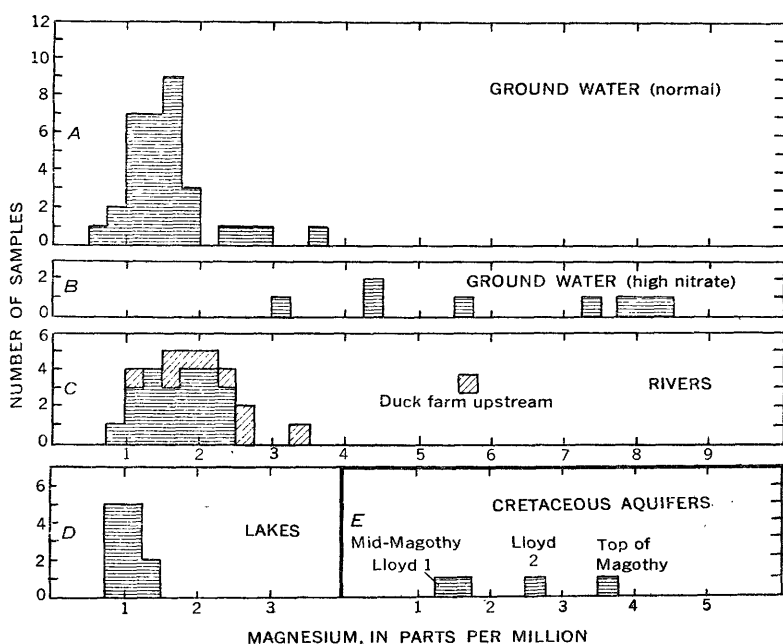 NUMBER OF SAMPLES
12
10
8
6
4
2
0
A
GROUND WATER (normal)
2
0
B
GROUND WATER (high nitrate)
6
4
2
0
C
RIVERS
Duck farm upstream
1 2 3 4 5 6 7 8 9
6
4
2
0
D
LAKES
1 2 3
E
CRETACEOUS AQUIFERS
Mid-Magothy
Lloyd 1
Lloyd
2
Top of
Magothy
1 2 3 4 5
MAGNESIUM, IN PARTS PER MILLION